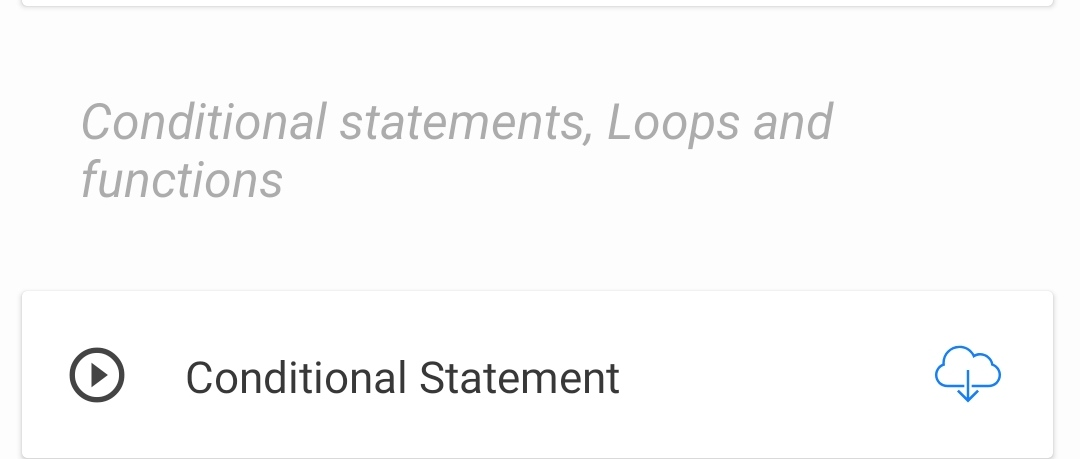 Conditional statements, Loops and
functions
Conditional Statement